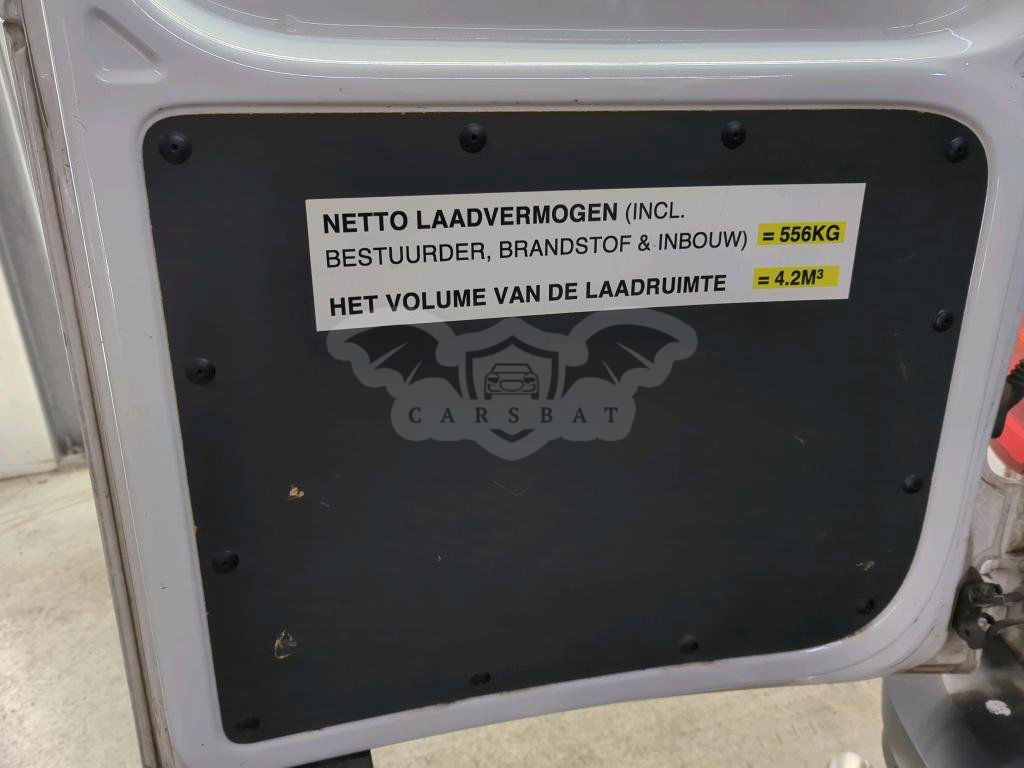 NETTO LAADVERMOGEN (INCL.
BESTUURDER, BRANDSTOF & INBOUW) = 556KG
HET VOLUME VAN DE LAADRUIMTE = 4.2M³
CARSBAT